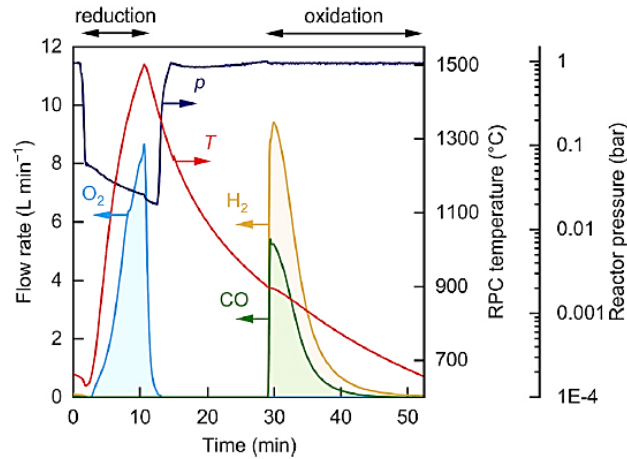 reduction
oxidation
12
10
8
6
4
2
0
Flow rate (L min⁻¹)
p
T
O₂
H₂
CO
1500
1300
1100
900
700
RPC temperature (°C)
1
0.1
0.01
0.001
1E-4
Reactor pressure (bar)
0 10 20 30 40 50
Time (min)